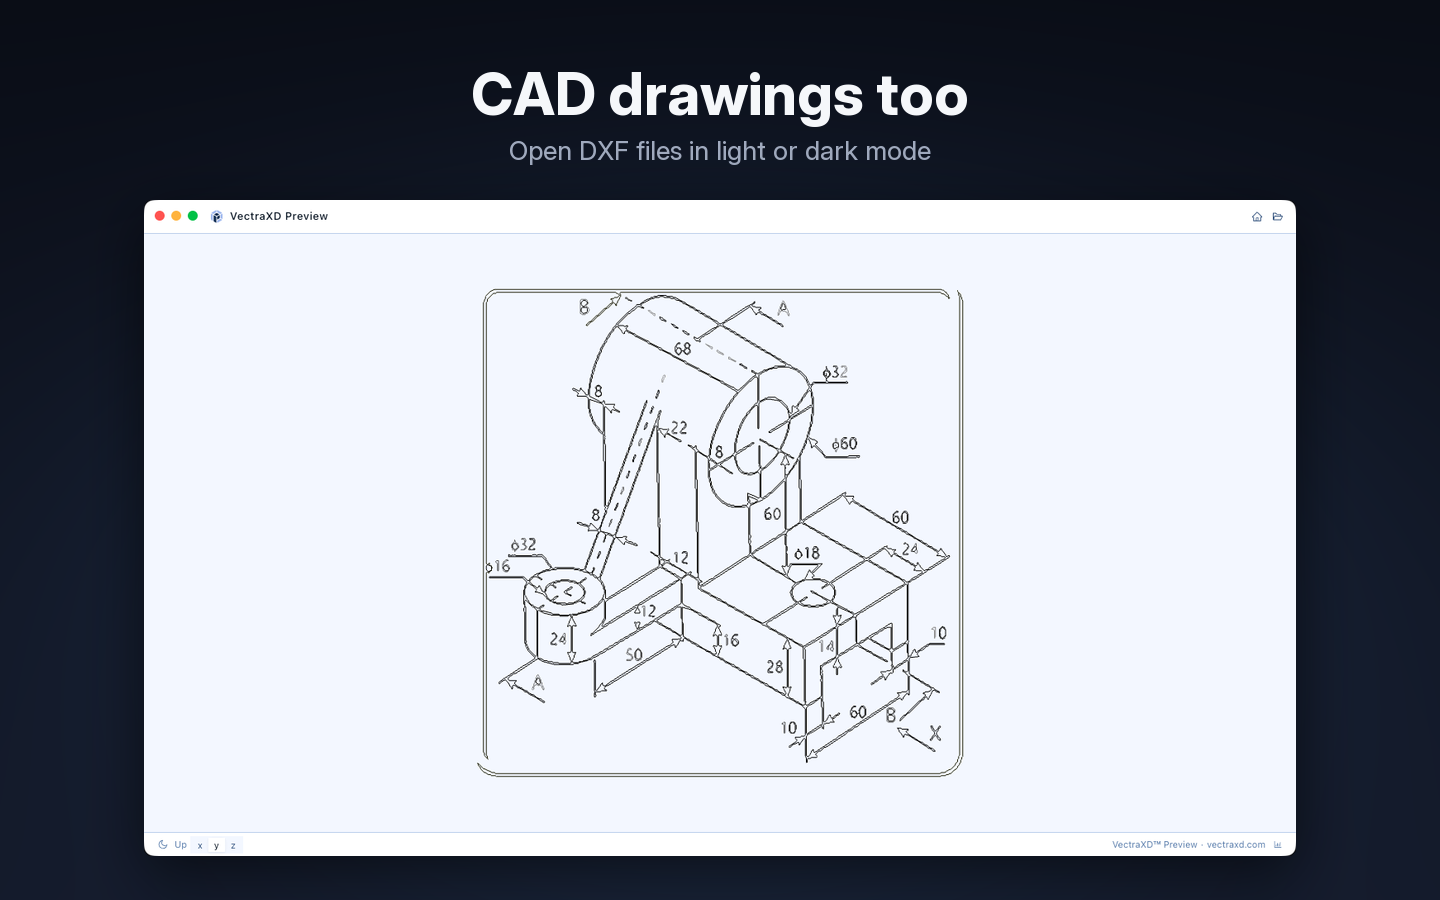 CAD drawings too
Open DXF files in light or dark mode
VectraXD Preview
8
A
68
ϕ32
8
22
ϕ60
8
60
8
60
ϕ32
12
ϕ18
24
ϕ16
12
24
16
14
10
50
28
A
60
B
10
X
Up x y z
VectraXD™ Preview · vectraxd.com